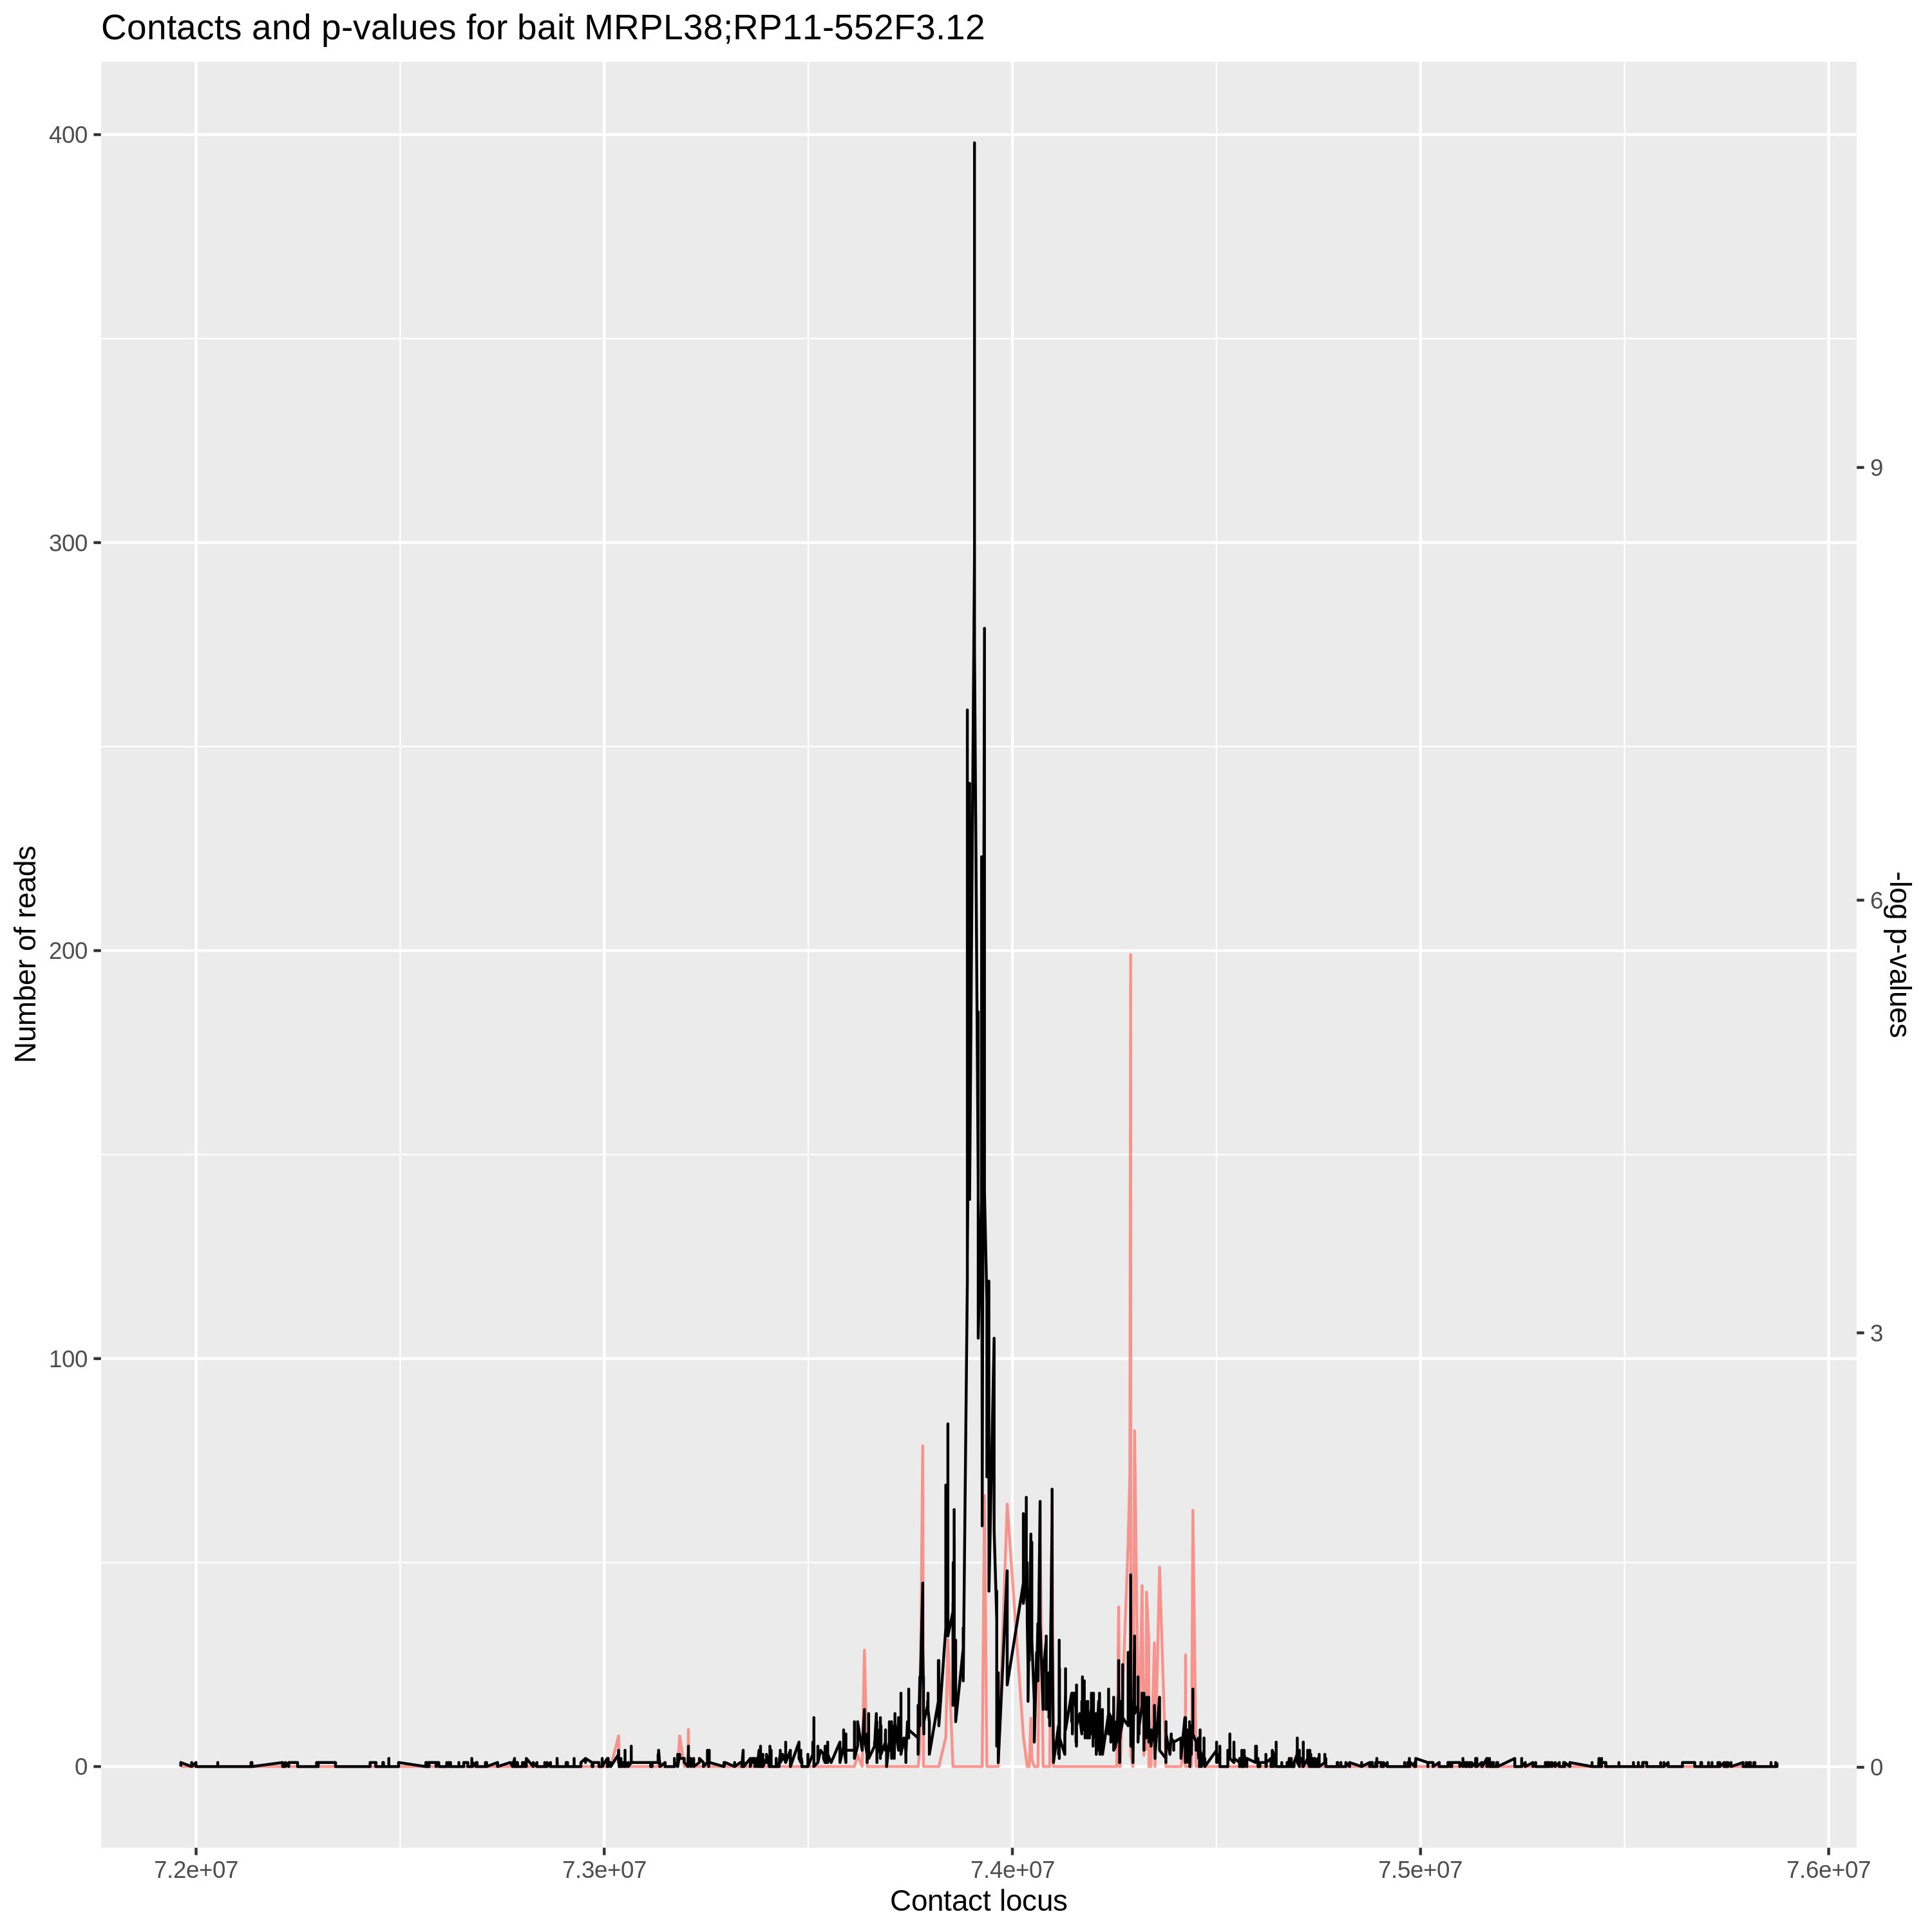 Contacts and p-values for bait MRPL38;RP11-552F3.12
400
300
200
100
0
Number of reads
9
6
3
0
-log p-values
7.2e+07 7.3e+07 7.4e+07 7.5e+07 7.6e+07
Contact locus